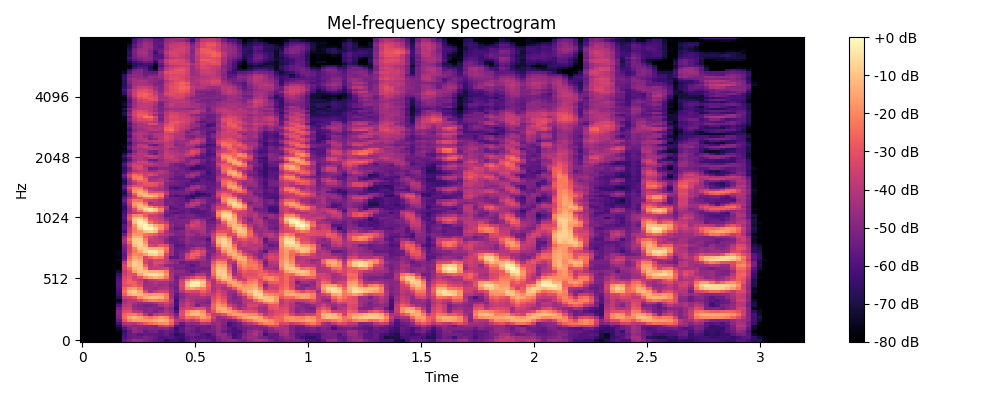 Mel-frequency spectrogram
+0 dB
-10 dB
-20 dB
-30 dB
-40 dB
-50 dB
-60 dB
-70 dB
-80 dB
4096
2048
1024
512
0
Hz
0 0.5 1 1.5 2 2.5 3
Time